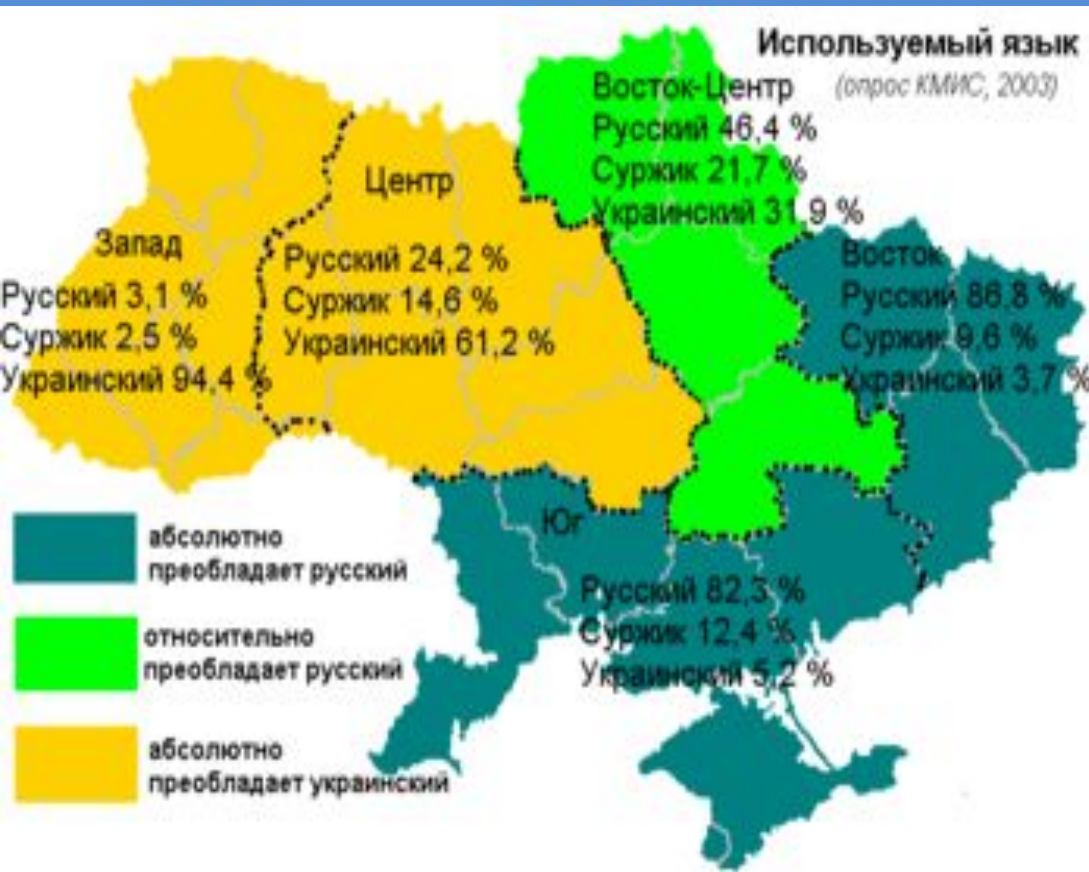 Используемый язык
(опрос КМИС, 2003)
Восток-Центр
Русский 46,4 %
Суржик 21,7 %
Украинский 31,9 %
Центр
Русский 24,2 %
Суржик 14,6 %
Украинский 61,2 %
Запад
Русский 3,1 %
Суржик 2,5 %
Украинский 94,4 %
Восток
Русский 86,8 %
Суржик 9,6 %
Украинский 3,7 %
Юг
Русский 82,3 %
Суржик 12,4 %
Украинский 5,2 %
абсолютно
преобладает русский
относительно
преобладает русский
абсолютно
преобладает украинский